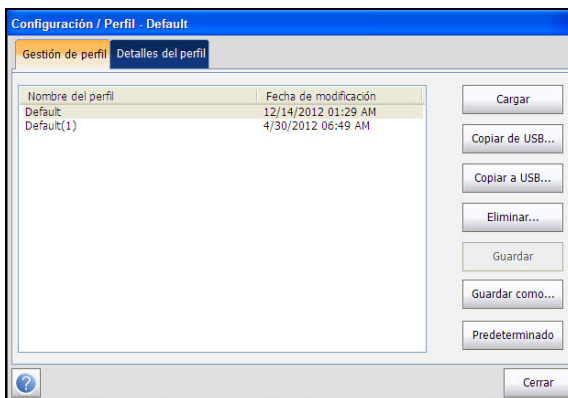 Configuración / Perfil - Default
Gestión de perfil Detalles del perfil
Nombre del perfil Fecha de modificación
Default 12/14/2012 01:29 AM
Default(1) 4/30/2012 06:49 AM
Cargar
Copiar de USB...
Copiar a USB...
Eliminar...
Guardar
Guardar como...
Predeterminado
? Cerrar